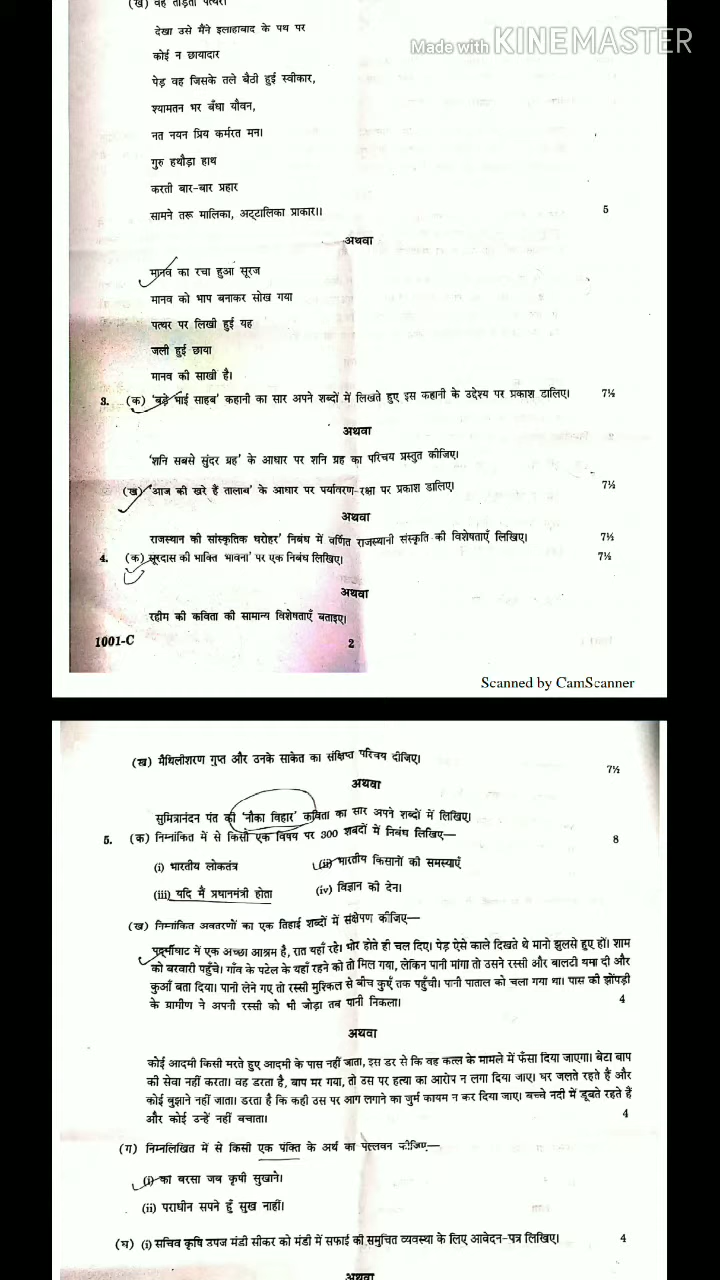 (ख) वह तोड़ती पत्थर।
Made with KINEMASTER
देखा उसे मैंने इलाहाबाद के पथ पर
कोई न छायादार
पेड़ वह जिसके तले बैठी हुई स्वीकार,
श्यामतन भर बँधा यौवन,
नत नयन प्रिय कर्मरत मन।
गुरु हथौड़ा हाथ
करती बार-बार प्रहार
सामने तरू मालिका, अट्टालिका प्राकार।। 5
अथवा
मानव का रचा हुआ सूरज
मानव को भाप बनाकर सोख गया
पत्थर पर लिखी हुई यह
जली हुई छाया
मानव की साखी है।
3. (क) 'बड़े भाई साहब' कहानी का सार अपने शब्दों में लिखते हुए इस कहानी के उद्देश्य पर प्रकाश डालिए। 7½
अथवा
'शनि सबसे सुंदर ग्रह' के आधार पर शनि ग्रह का परिचय प्रस्तुत कीजिए।
(ख) 'आज की खरे हैं तालाब' के आधार पर पर्यावरण-रक्षा पर प्रकाश डालिए। 7½
अथवा
राजस्थान की सांस्कृतिक धरोहर' निबंध में वर्णित राजस्थानी संस्कृति की विशेषताएँ लिखिए। 7½
4. (क) सूरदास की भाक्ति भावना' पर एक निबंध लिखिए। 7½
अथवा
रहीम की कविता की सामान्य विशेषताएँ बताइए।
1001-C 2
Scanned by CamScanner
(ख) मैथिलीशरण गुप्त और उनके साकेत का संक्षिप्त परिचय दीजिए। 7½
अथवा
सुमित्रानंदन पंत की 'नौका विहार' कविता का सार अपने शब्दों में लिखिए।
5. (क) निम्नांकित में से किसी एक विषय पर 300 शबदों में निबंध लिखिए— 8
(i) भारतीय लोकतंत्र (ii) भारतीय किसानों की समस्याएँ
(iii) यदि मैं प्रधानमंत्री होता (iv) विज्ञान की देन।
(ख) निम्नांकित अवतरणों का एक तिहाई शब्दों में संक्षेपण कीजिए—
में एक अच्छा आश्रम है, रात यहाँ रहे। भोर होते ही चल दिए। पेड़ ऐसे काले दिखते थे मानो झुलसे हुए हों। शाम
को बरवारी पहुँचे। गाँव के पटेल के यहाँ रहने को तो मिल गया, लेकिन पानी मांगा तो उसने रस्सी और बालटी थमा दी और
कुआँ बता दिया। पानी लेने गए तो रस्सी मुश्किल से बीच कुएँ तक पहुँची। पानी पाताल को चला गया था। पास की झोंपड़ी
के ग्रामीण ने अपनी रस्सी को भी जोड़ा तब पानी निकला। 4
अथवा
कोई आदमी किसी मरते हुए आदमी के पास नहीं जाता, इस डर से कि वह कत्ल के मामले में फँसा दिया जाएगा। बेटा बाप
की सेवा नहीं करता। वह डरता है, बाप मर गया, तो उस पर हत्या का आरोप न लगा दिया जाए। घर जलते रहते हैं और
कोई बुझाने नहीं जाता। डरता है कि कही उस पर आग लगाने का जुर्म कायम न कर दिया जाए। बच्चे नदी में डूबते रहते हैं
और कोई उन्हें नहीं बचाता। 4
(ग) निम्नलिखित में से किसी एक पंक्ति के अर्थ का पल्लवन कीजिए—
(i) का बरसा जब कृषी सुखाने।
(ii) पराधीन सपने हुँ सुख नाहीं।
(घ) (i) सचिव कृषि उपज मंडी सीकर को मंडी में सफाई की समुचित व्यवस्था के लिए आवेदन-पत्र लिखिए। 4
अथवा